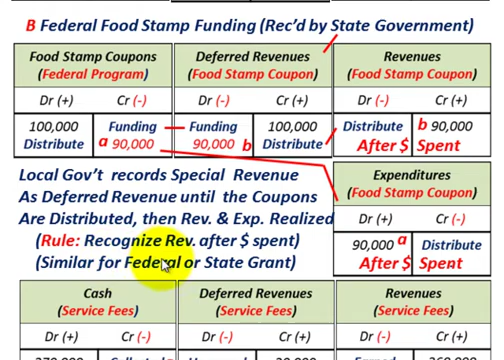 B Federal Food Stamp Funding (Rec'd by State Government)
Food Stamp Coupons Deferred Revenues Revenues
(Federal Program) (Food Stamp Coupon) (Food Stamp Coupon)
Dr (+) Cr (-) Dr (-) Cr (+) Dr (-) Cr (+)
100,000 Funding Funding 100,000 Distribute b 90,000
Distribute a 90,000 90,000 b Distribute After $ Spent
Local Gov't records Special Revenue
As Deferred Revenue until the Coupons
Are Distributed, then Rev. & Exp. Realized
(Rule: Recognize Rev. after $ spent)
(Similar for Federal or State Grant)
Expenditures
(Food Stamp Coupon)
Dr (+) Cr (-)
90,000 a Distribute
After $ Spent
Cash Deferred Revenues Revenues
(Service Fees) (Service Fees) (Service Fees)
Dr (+) Cr (-) Dr (-) Cr (+) Dr (-) Cr (+)